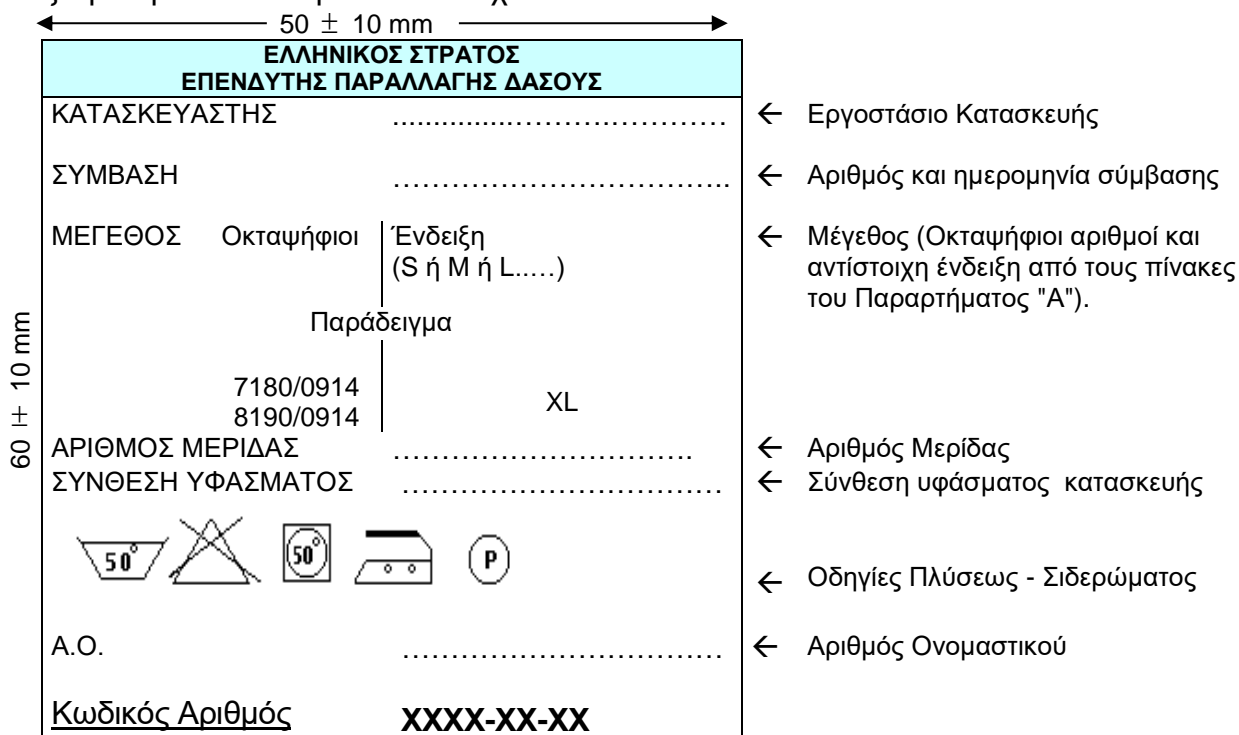 50 ± 10 mm
ΕΛΛΗΝΙΚΟΣ ΣΤΡΑΤΟΣ
ΕΠΕΝΔΥΤΗΣ ΠΑΡΑΛΛΑΓΗΣ ΔΑΣΟΥΣ
ΚΑΤΑΣΚΕΥΑΣΤΗΣ ..............…………….………… ← Εργοστάσιο Κατασκευής
ΣΥΜΒΑΣΗ …………………………….. ← Αριθμός και ημερομηνία σύμβασης
ΜΕΓΕΘΟΣ Οκταψήφιοι Ένδειξη ← Μέγεθος (Οκταψήφιοι αριθμοί και
(S ή M ή L..…) αντίστοιχη ένδειξη από τους πίνακες
του Παραρτήματος "Α").
Παράδειγμα
60 ± 10 mm
7180/0914
XL
8190/0914
ΑΡΙΘΜΟΣ ΜΕΡΙΔΑΣ …………………………. ← Αριθμός Μερίδας
ΣΥΝΘΕΣΗ ΥΦΑΣΜΑΤΟΣ …………………………… ← Σύνθεση υφάσματος κατασκευής
50° 50° P
← Οδηγίες Πλύσεως - Σιδερώματος
Α.Ο. …………………………… ← Αριθμός Ονομαστικού
Κωδικός Αριθμός XXXX-XX-XX